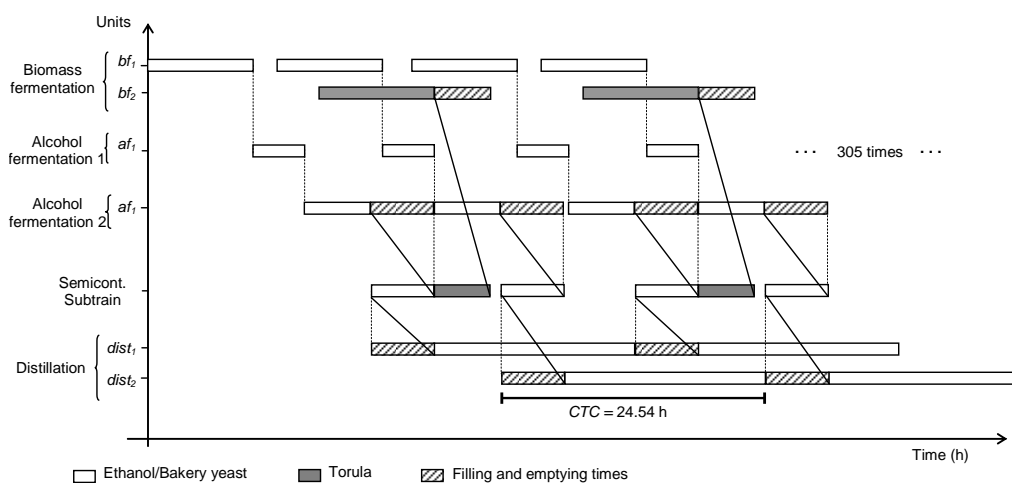 Units
Biomass
fermentation
bf1
bf2
Alcohol
fermentation 1
af1
··· 305 times ···
Alcohol
fermentation 2
af1
Semicont.
Subtrain
Distillation
dist1
dist2
CTC = 24.54 h
Time (h)
Ethanol/Bakery yeast
Torula
Filling and emptying times